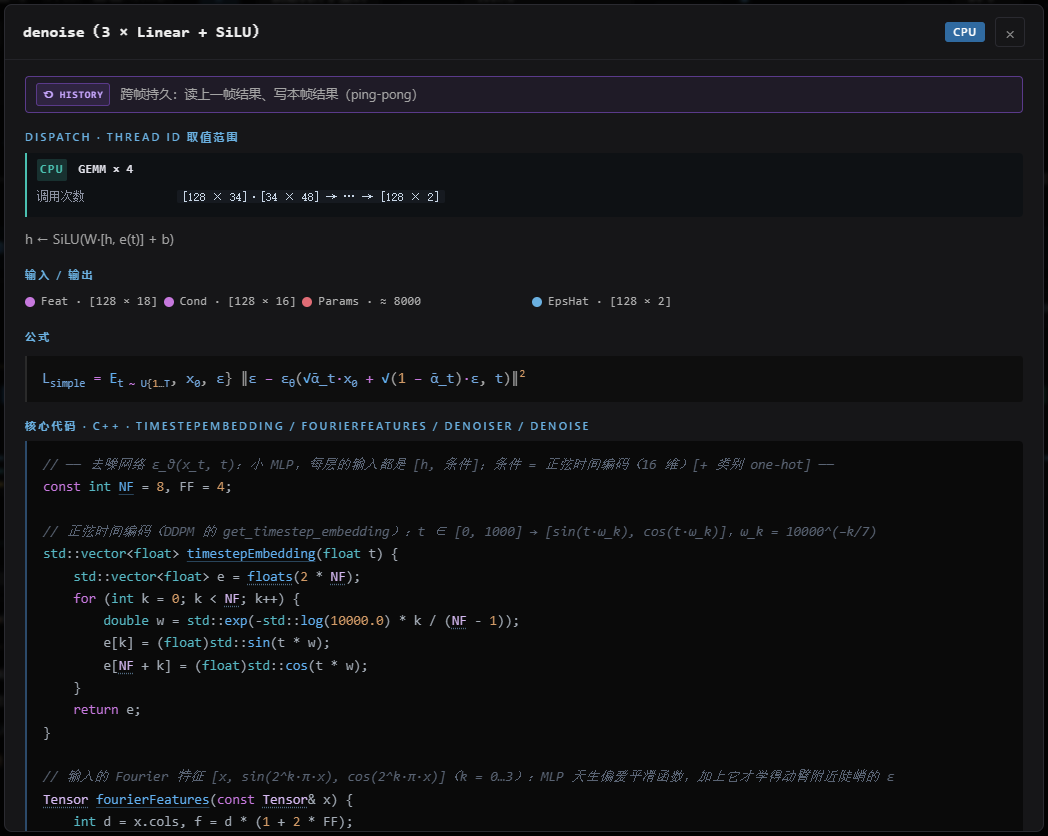 denoise (3 × Linear + SiLU)
CPU
×
HISTORY 跨帧持久：读上一帧结果、写本帧结果（ping-pong）
DISPATCH · THREAD ID 取值范围
CPU GEMM × 4
调用次数 [128 × 34]·[34 × 48] → ⋯ → [128 × 2]
h ← SiLU(W·[h, e(t)] + b)
输入 / 输出
Feat · [128 × 18] Cond · [128 × 16] Params · ≈ 8000 EpsHat · [128 × 2]
公式
L_simple = E_t ~ U{1…T, x₀, ε} ‖ε − ε_θ(√ᾱ_t·x₀ + √(1 − ᾱ_t)·ε, t)‖²
核心代码 · C++ · TIMESTEPEMBEDDING / FOURIERFEATURES / DENOISER / DENOISE
// —— 去噪网络 ε_θ(x_t, t)：小 MLP，每层的输入都是 [h, 条件]；条件 = 正弦时间编码（16 维）[+ 类别 one-hot] ——
const int NF = 8, FF = 4;
// 正弦时间编码（DDPM 的 get_timestep_embedding）：t ∈ [0, 1000] → [sin(t·ω_k), cos(t·ω_k)]，ω_k = 10000^(−k/7)
std::vector<float> timestepEmbedding(float t) {
    std::vector<float> e = floats(2 * NF);
    for (int k = 0; k < NF; k++) {
        double w = std::exp(-std::log(10000.0) * k / (NF - 1));
        e[k] = (float)std::sin(t * w);
        e[NF + k] = (float)std::cos(t * w);
    }
    return e;
}
// 输入的 Fourier 特征 [x, sin(2^k·π·x), cos(2^k·π·x)]（k = 0…3）：MLP 天生偏爱平滑函数，加上它才学得动臂附近陡峭的 ε
Tensor fourierFeatures(const Tensor& x) {
    int d = x.cols, f = d * (1 + 2 * FF);